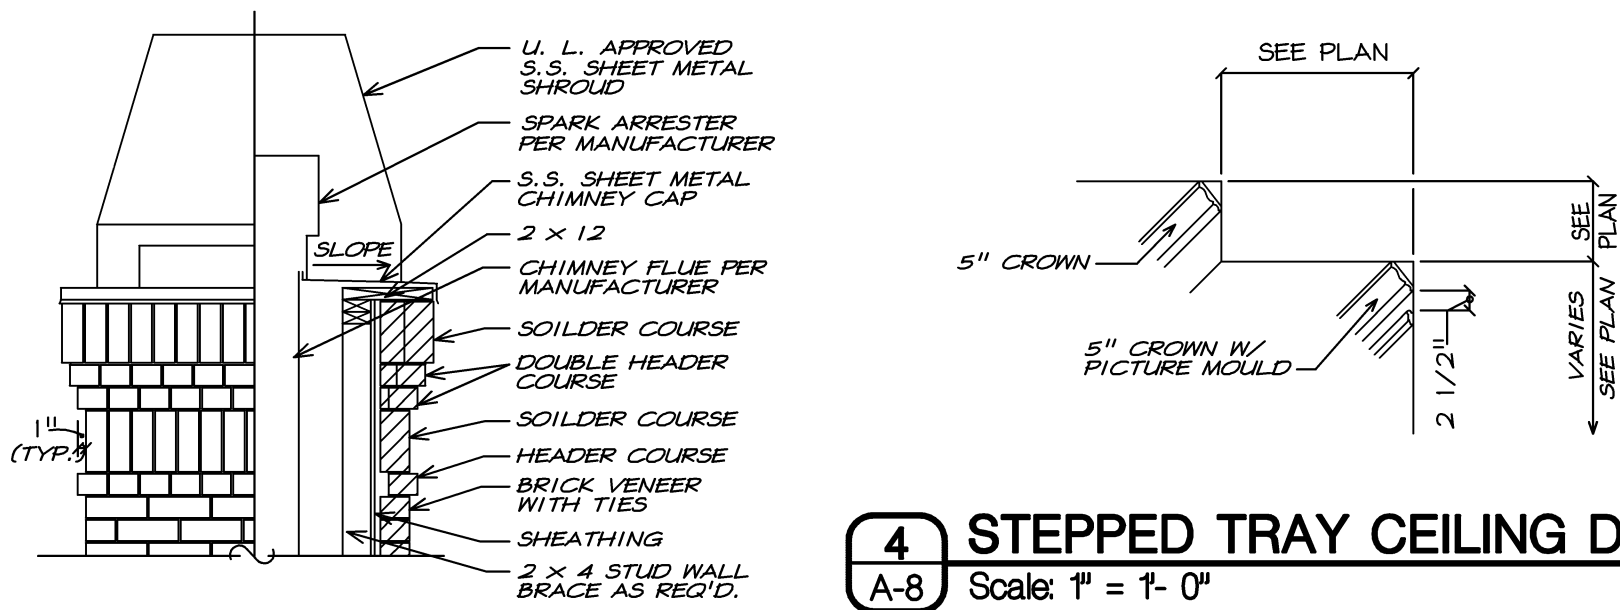 U. L. APPROVED
S.S. SHEET METAL
SHROUD
SPARK ARRESTER
PER MANUFACTURER
S.S. SHEET METAL
CHIMNEY CAP
2 X 12
SLOPE
CHIMNEY FLUE PER
MANUFACTURER
SOILDER COURSE
DOUBLE HEADER
COURSE
SOILDER COURSE
HEADER COURSE
BRICK VENEER
WITH TIES
SHEATHING
2 X 4 STUD WALL
BRACE AS REQ'D.
1"
(TYP.)
SEE PLAN
5" CROWN
5" CROWN W/
PICTURE MOULD
2 1/2"
SEE
PLAN
VARIES
SEE PLAN
4
A-8
STEPPED TRAY CEILING D
Scale: 1" = 1'- 0"